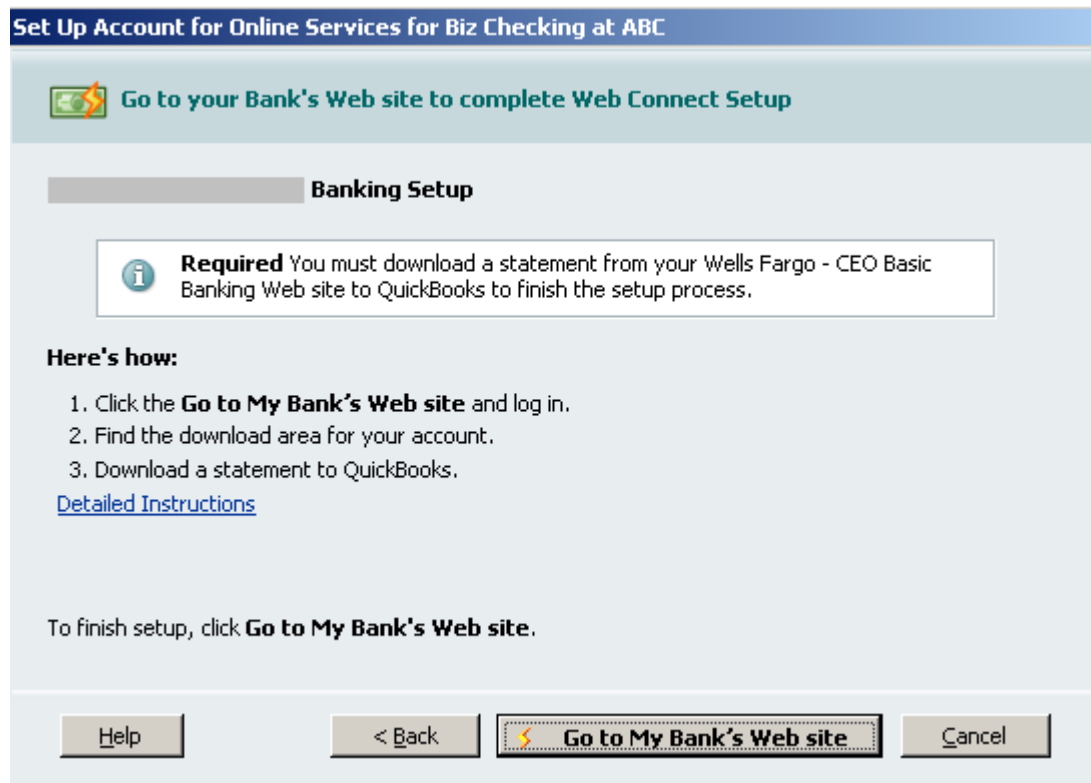 Set Up Account for Online Services for Biz Checking at ABC
Go to your Bank's Web site to complete Web Connect Setup
Banking Setup
Required You must download a statement from your Wells Fargo - CEO Basic
Banking Web site to QuickBooks to finish the setup process.
Here's how:
1. Click the Go to My Bank's Web site and log in.
2. Find the download area for your account.
3. Download a statement to QuickBooks.
Detailed Instructions
To finish setup, click Go to My Bank's Web site.
Help
< Back
Go to My Bank's Web site
Cancel